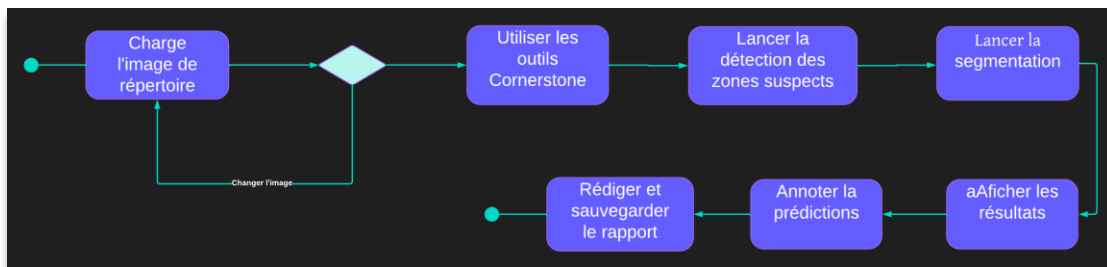 Charge
l'image de
répertoire
Utiliser les
outils
Cornerstone
Lancer la
détection des
zones suspects
Lancer la
segmentation
Changer l'image
Rédiger et
sauvegarder
le rapport
Annoter la
prédictions
aAficher les
résultats